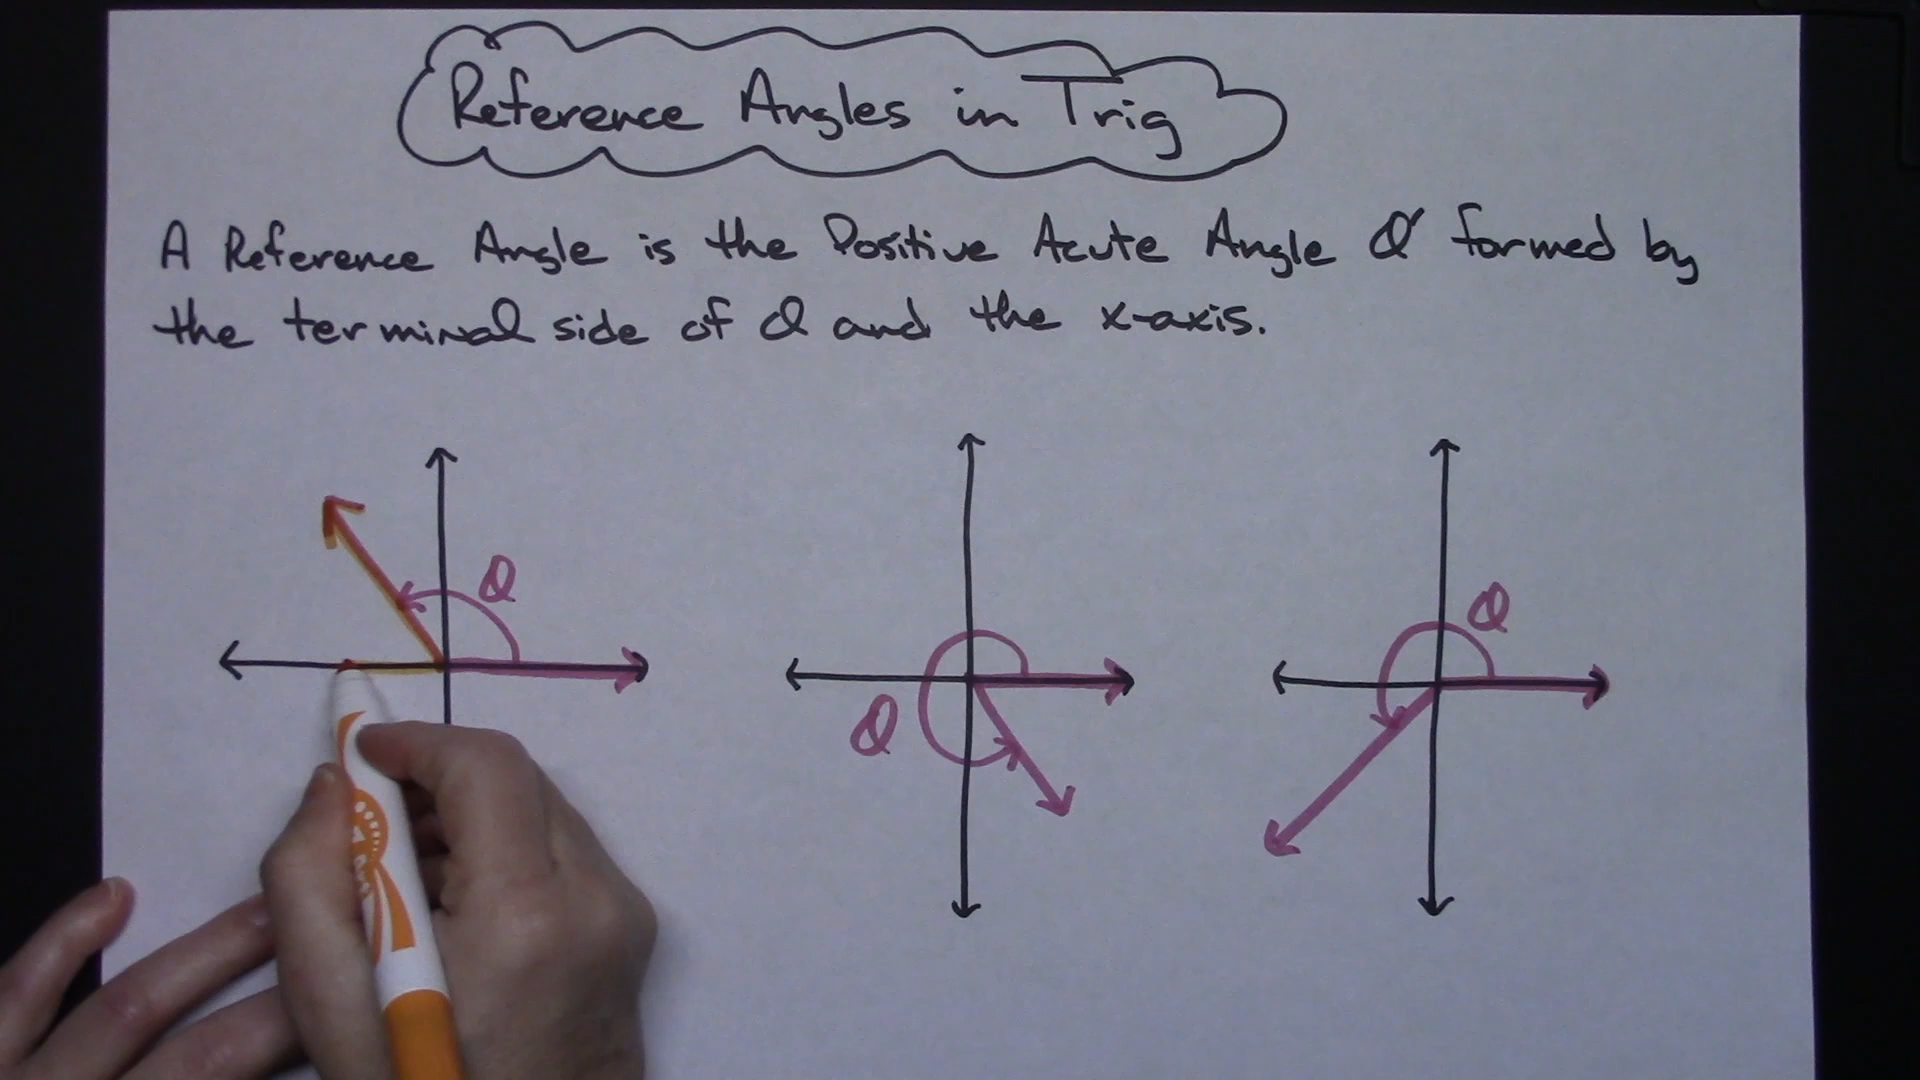 Reference Angles in Trig
A Reference Angle is the Positive Acute Angle θ' formed by
the terminal side of θ and the x-axis.
θ
θ
θ